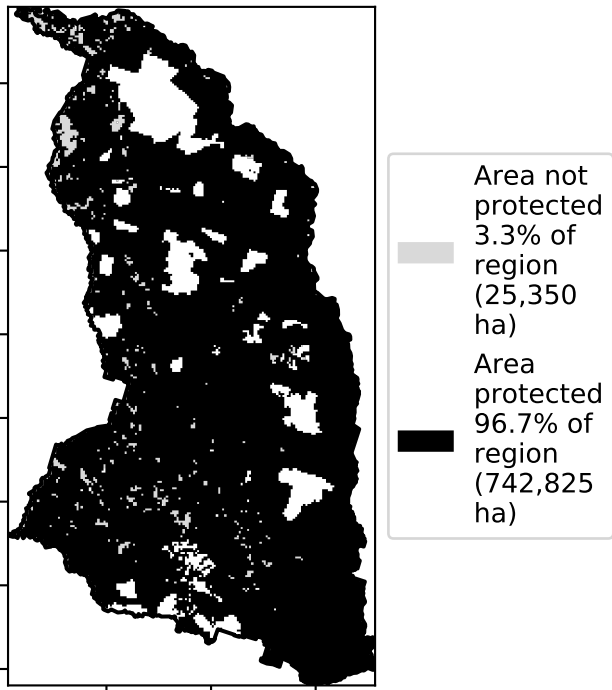 Area not
protected
3.3% of
region
(25,350
ha)
Area
protected
96.7% of
region
(742,825
ha)